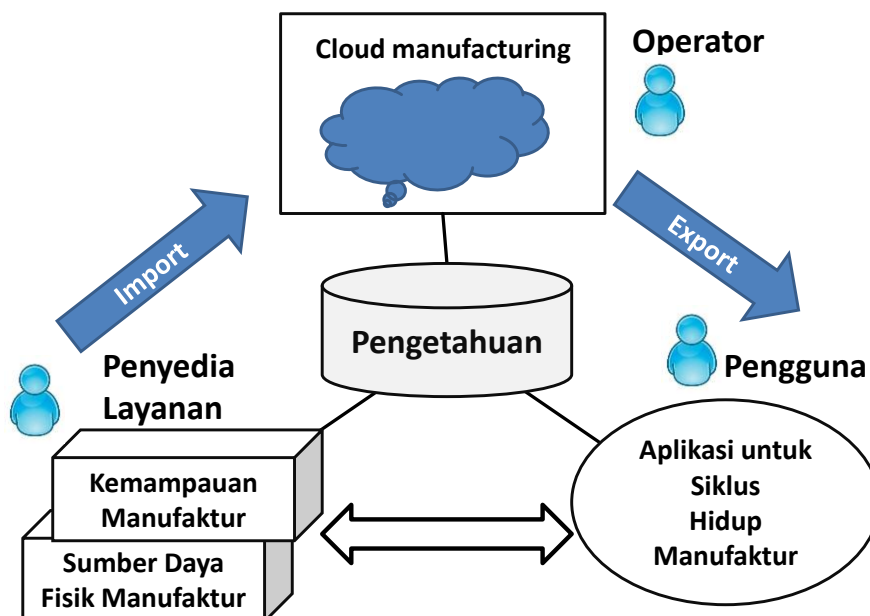 Cloud manufacturing
Operator
Import
Export
Pengetahuan
Penyedia
Layanan
Pengguna
Kemampauan
Manufaktur
Sumber Daya
Fisik Manufaktur
Aplikasi untuk
Siklus
Hidup
Manufaktur